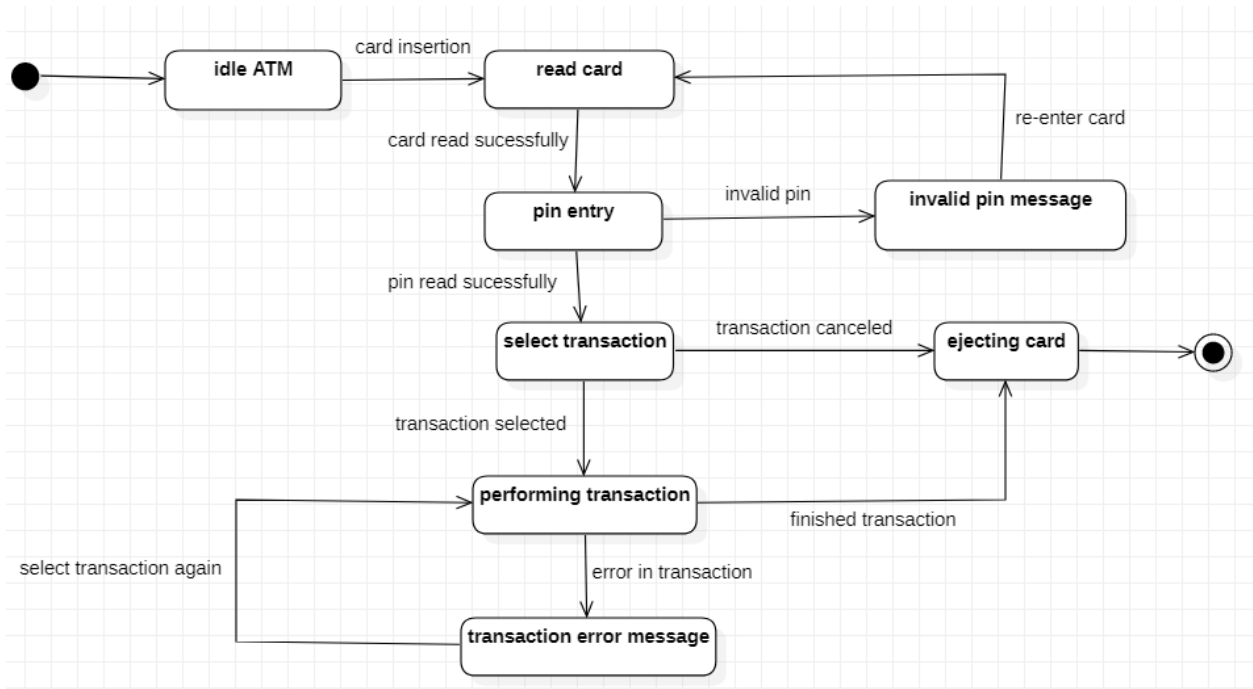 card insertion
idle ATM
read card
re-enter card
card read sucessfully
invalid pin
invalid pin message
pin entry
pin read sucessfully
transaction canceled
select transaction
ejecting card
transaction selected
performing transaction
finished transaction
select transaction again
error in transaction
transaction error message